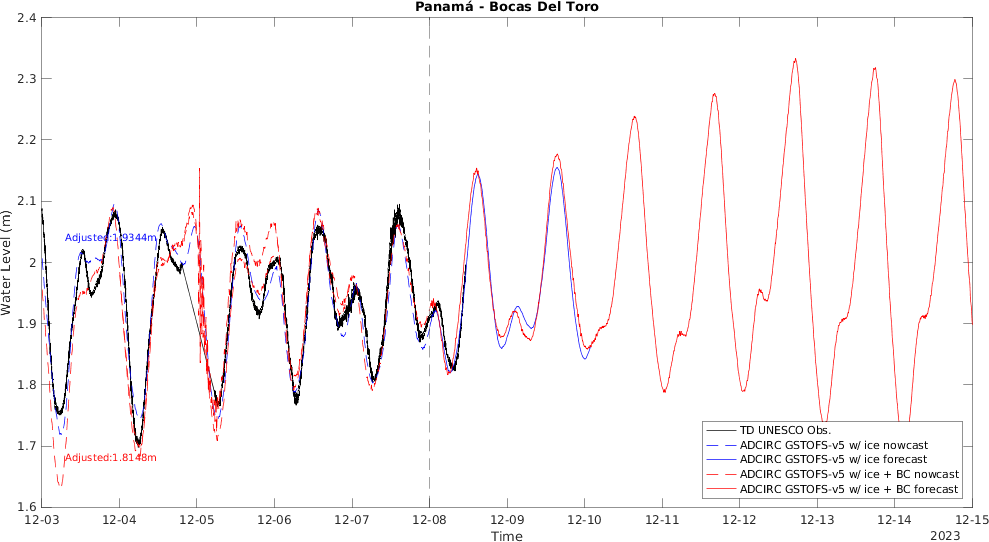 Panamá - Bocas Del Toro
Water Level (m)
2.4
2.3
2.2
2.1
2
1.9
1.8
1.7
1.6
Adjusted:1.9344m
Adjusted:1.8148m
TD UNESCO Obs.
ADCIRC GSTOFS-v5 w/ ice nowcast
ADCIRC GSTOFS-v5 w/ ice forecast
ADCIRC GSTOFS-v5 w/ ice + BC nowcast
ADCIRC GSTOFS-v5 w/ ice + BC forecast
12-03 12-04 12-05 12-06 12-07 12-08 12-09 12-10 12-11 12-12 12-13 12-14 12-15
Time
2023